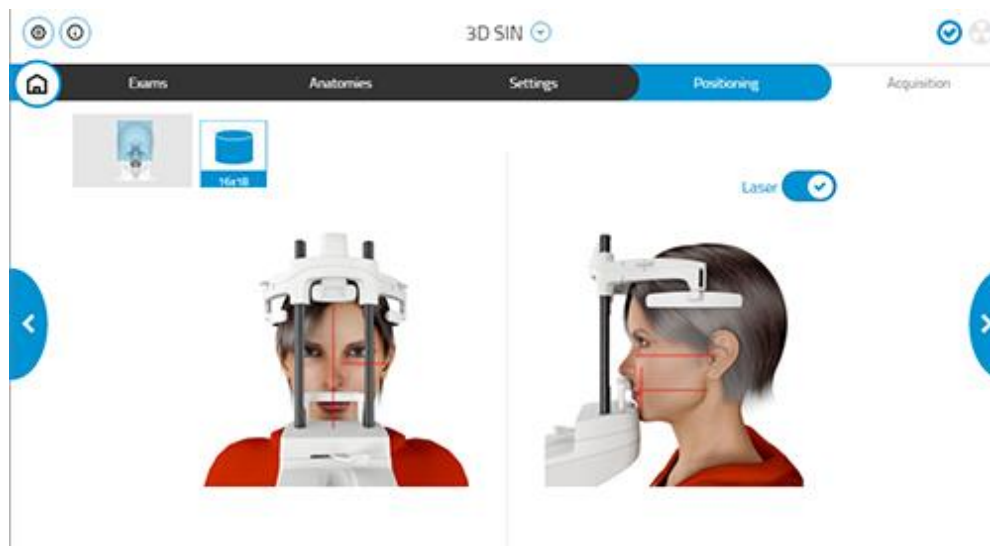 3D SIN
Exams
Anatomies
Settings
Positioning
Acquisition
16x18
Laser